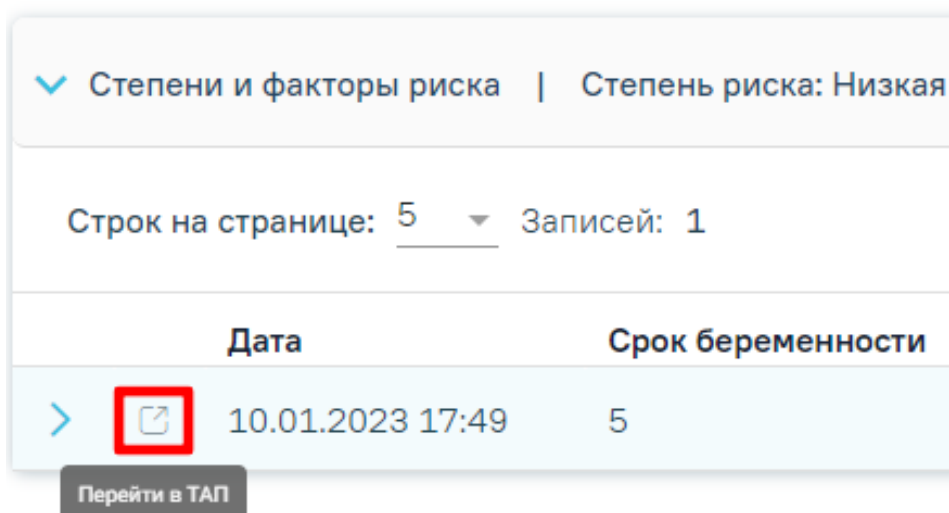 Степени и факторы риска | Степень риска: Низкая
Строк на странице: 5 Записей: 1
Дата Срок беременности
10.01.2023 17:49 5
Перейти в ТАП